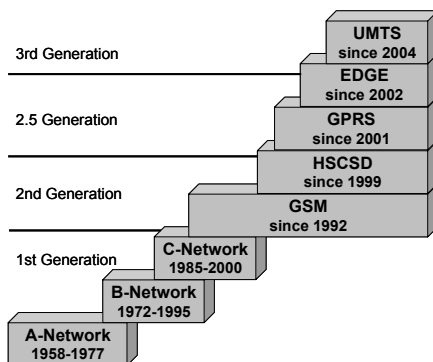 UMTS
since 2004
3rd Generation
EDGE
since 2002
2.5 Generation
GPRS
since 2001
HSCSD
since 1999
2nd Generation
GSM
since 1992
1st Generation
C-Network
1985-2000
B-Network
1972-1995
A-Network
1958-1977